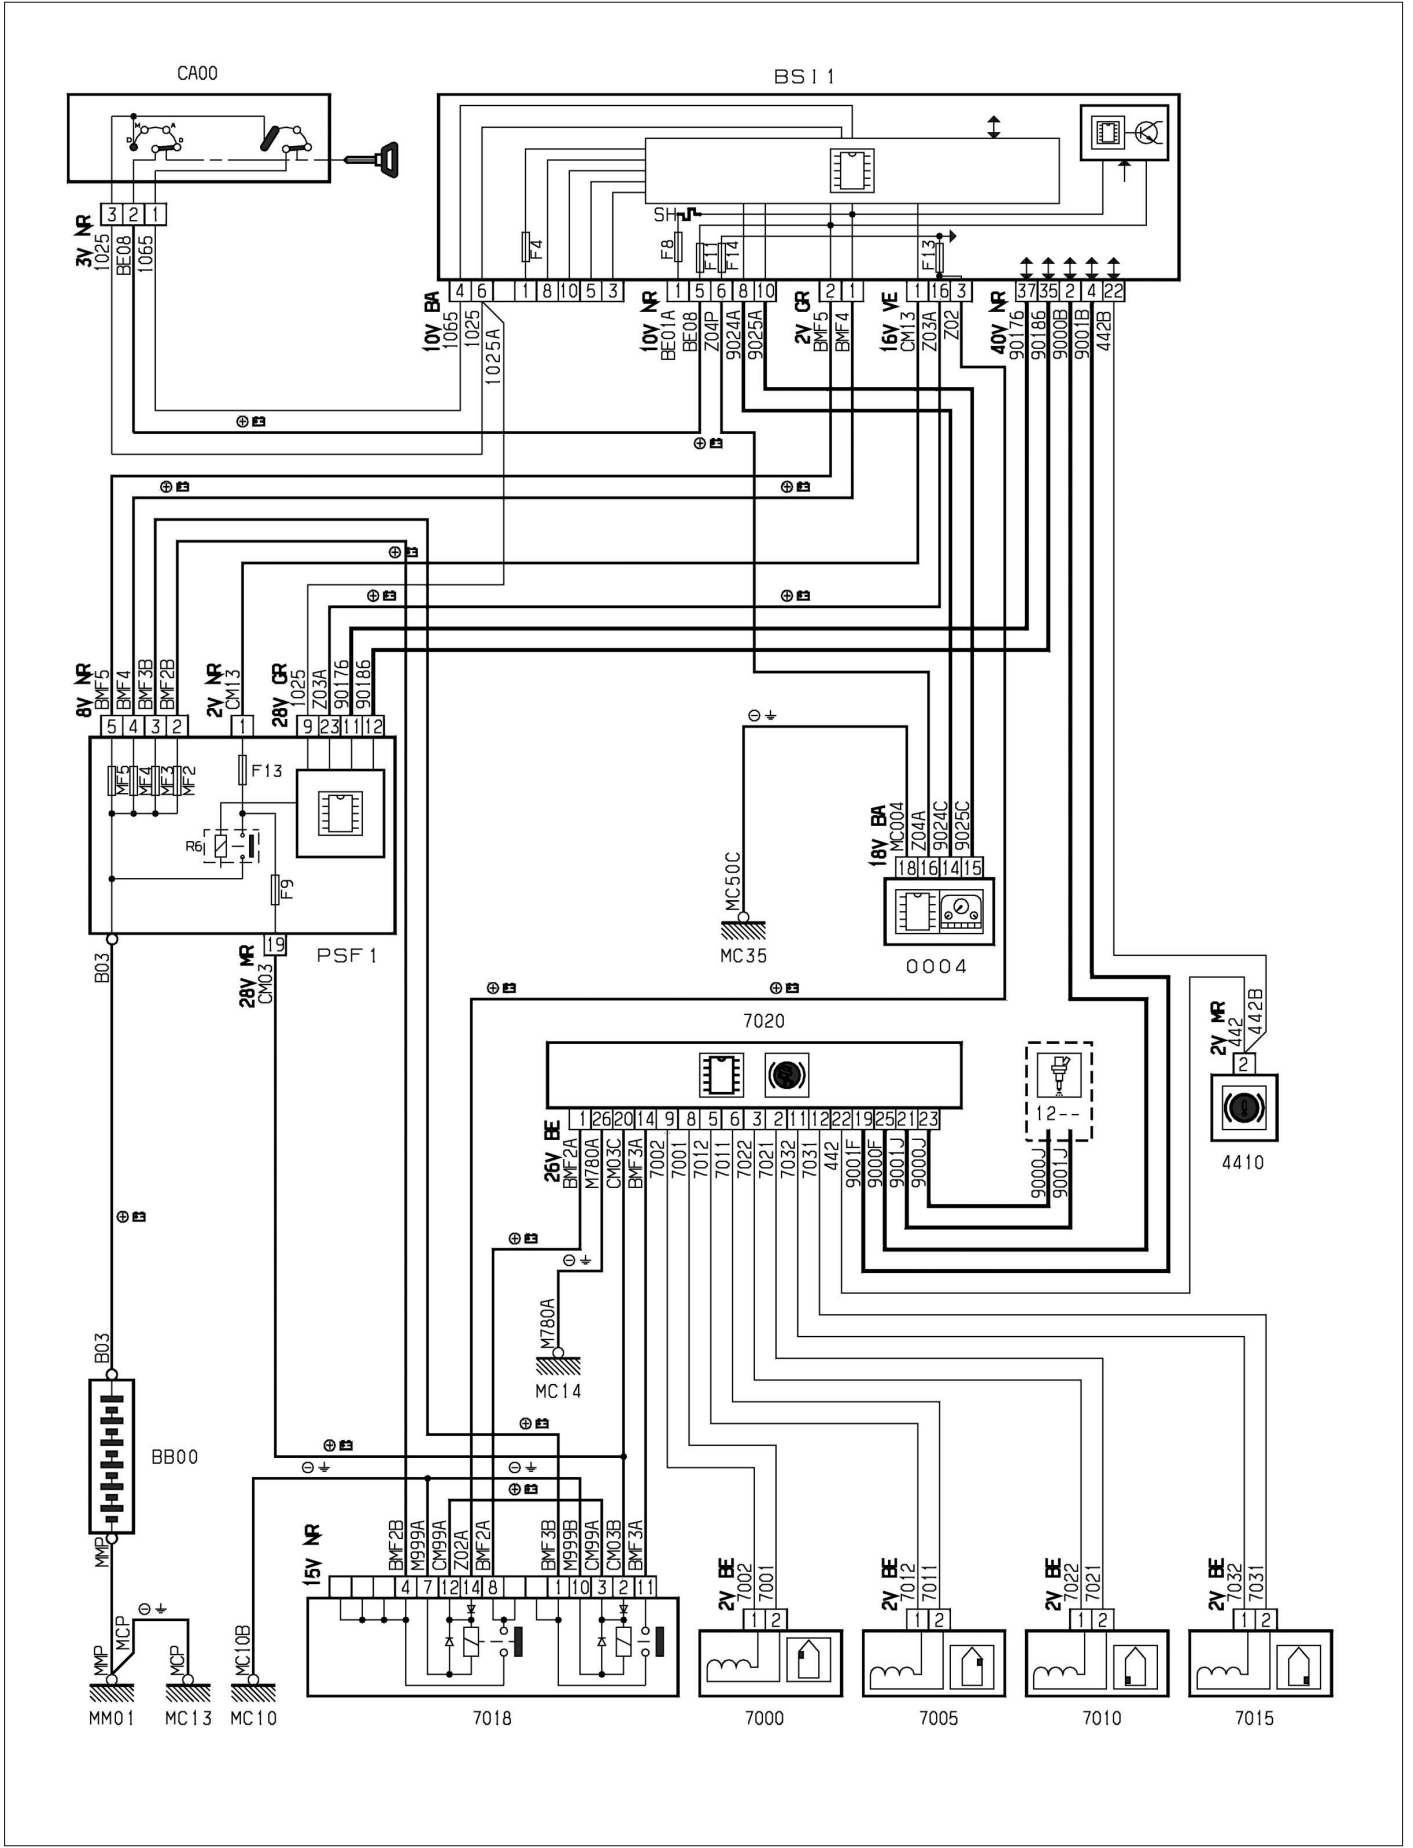 CA00
BSI1
M A
D 0
3 2 1
3V NR
1025
BE08
1065
SH
F4
F8
F11
F14
F13
4 6 1 8 10 5 3
1 5 6 8 10
2 1
1 16 3
37 35 2 4 22
10V BA
1065
1025
1025A
10V NR
BE01A
BE08
Z04P
9024A
9025A
2V GR
BMF5
BMF4
16V VE
CM13
Z03A
Z02
40V NR
90176
90186
9000B
9001B
442B
8V NR
BMF5
BMF4
BMF3B
BMF2B
2V NR
CM13
28V GR
1025
Z03A
90176
90186
5 4 3 2
1
9 23 11 12
MF5
MF4
MF3
MF2
F13
R6
F9
19
PSF1
28V MR
CM03
B03
18V BA
MC004
Z04A
9024C
9025C
18 16 14 15
0004
MC50C
MC35
7020
12--
2V MR
442
442B
2
4410
1 26 20 14 9 8 5 6 3 2 11 12 22 19 25 21 23
26V BE
BMF2A
M780A
CM03C
BMF3A
7002
7001
7012
7011
7022
7021
7032
7031
442
9001F
9000F
9001J
9000J
9000J
9001J
M780A
MC14
B03
BB00
MMP
MMP
MCP
MCP
MC10B
MM01
MC13
MC10
15V NR
BMF2B
M999A
CM99A
Z02A
BMF2A
BMF3B
M999B
CM99A
CM03B
BMF3A
4 7 12 14 8 1 10 3 2 11
7018
2V BE
7002
7001
1 2
7000
2V BE
7012
7011
1 2
7005
2V BE
7022
7021
1 2
7010
2V BE
7032
7031
1 2
7015